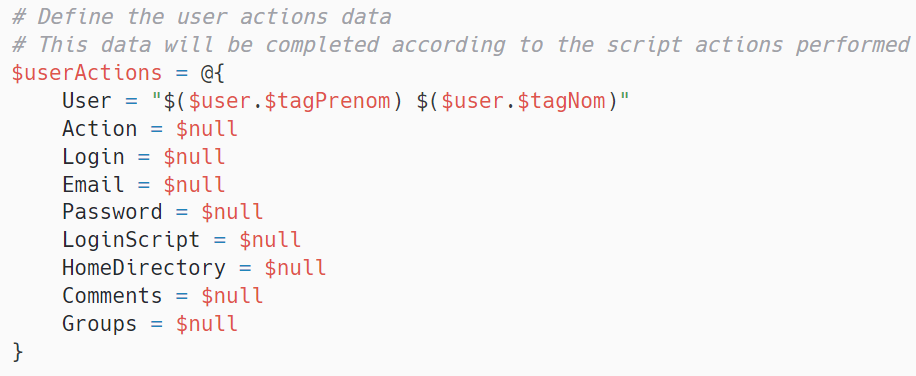 # Define the user actions data
# This data will be completed according to the script actions performed
$userActions = @{
    User = "$($user.$tagPrenom) $($user.$tagNom)"
    Action = $null
    Login = $null
    Email = $null
    Password = $null
    LoginScript = $null
    HomeDirectory = $null
    Comments = $null
    Groups = $null
}